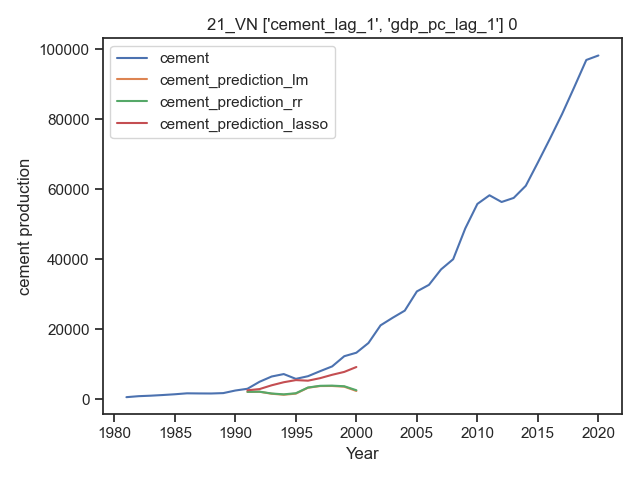 21_VN ['cement_lag_1', 'gdp_pc_lag_1'] 0
100000
80000
60000
40000
20000
0
cement production
cement
cement_prediction_lm
cement_prediction_rr
cement_prediction_lasso
1980
1985
1990
1995
2000
2005
2010
2015
2020
Year